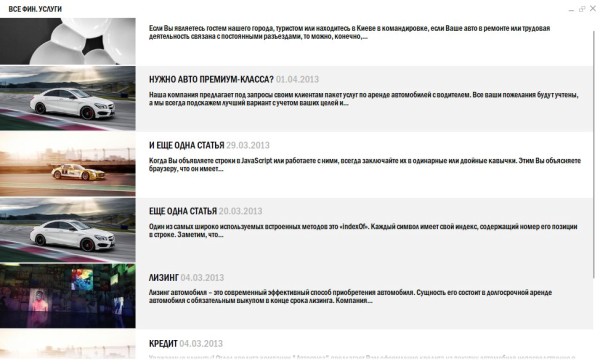 ВСЕ ФИН. УСЛУГИ
Если Вы являетесь гостем нашего города, туристом или находитесь в Киеве в командировке, если Ваше авто в ремонте или трудовая
деятельность связана с постоянными разъездами, то можно, конечно,...
НУЖНО АВТО ПРЕМИУМ-КЛАССА? 01.04.2013
Наша компания предлагает под запросы своим клиентам пакет услуг по аренде автомобилей с водителем. Все ваши пожелания будут учтены,
а мы всегда подскажем лучший вариант с учетом ваших целей и...
И ЕЩЕ ОДНА СТАТЬЯ 29.03.2013
Когда Вы объявляете строки в JavaScript или работаете с ними, всегда заключайте их в одинарные или двойные кавычки. Этим Вы объясняете
браузеру, что он имеет...
ЕЩЕ ОДНА СТАТЬЯ 20.03.2013
Один из самых широко используемых встроенных методов это «indexOf». Каждый символ имеет свой индекс, содержащий номер его позиции
в строке. Заметим, что...
ЛИЗИНГ 04.03.2013
Лизинг автомобиля – это современный эффективный способ приобретения автомобиля. Сущность его состоит в долгосрочной аренде
автомобиля с обязательным выкупом в конце срока лизинга. Компания...
КРЕДИТ 04.03.2013